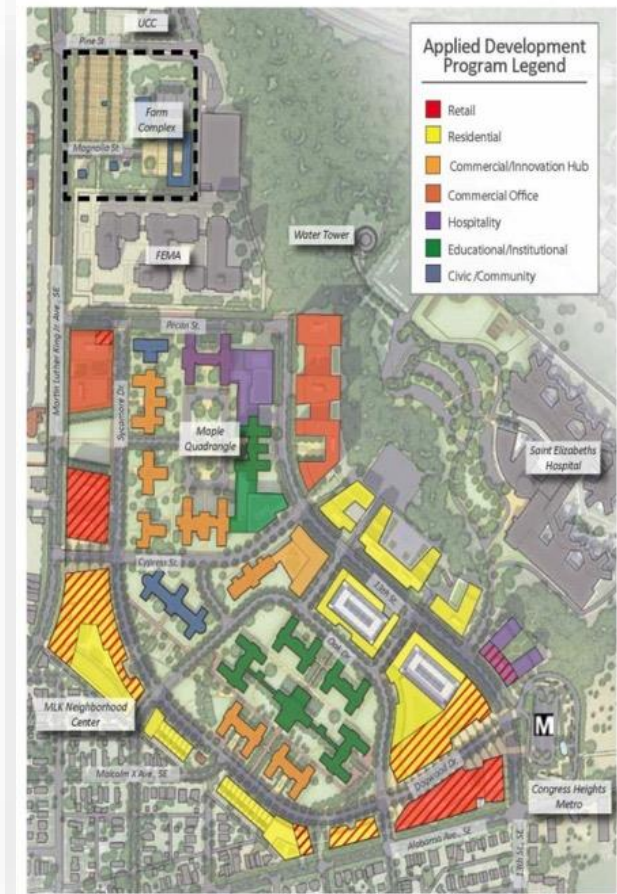 UCC
Pine St.
Applied Development
Program Legend
Retail
Residential
Commercial/Innovation Hub
Commercial Office
Hospitality
Educational/Institutional
Civic /Community
Farm
Complex
Magnolia St.
FEMA
Water Tower
Martin Luther King Jr. Ave., SE
Pecan St.
Sycamore Dr.
Maple
Quadrangle
Saint Elizabeths
Hospital
Cypress St.
13th St.
Oak Dr.
MLK Neighborhood
Center
Malcolm X Ave., SE
Dogwood Dr.
M
Congress Heights
Metro
Alabama Ave., SE